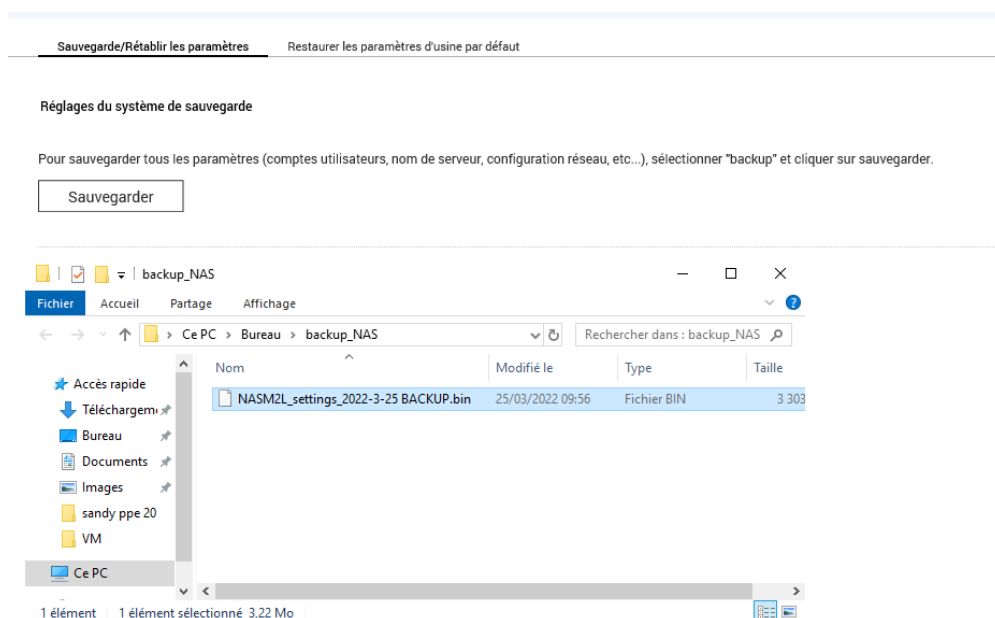 Sauvegarde/Rétablir les paramètres Restaurer les paramètres d'usine par défaut
Réglages du système de sauvegarde
Pour sauvegarder tous les paramètres (comptes utilisateurs, nom de serveur, configuration réseau, etc...), sélectionner "backup" et cliquer sur sauvegarder.
Sauvegarder
backup_NAS
Fichier Accueil Partage Affichage
Ce PC > Bureau > backup_NAS Rechercher dans : backup_NAS
Nom Modifié le Type Taille
Accès rapide
NASM2L_settings_2022-3-25 BACKUP.bin 25/03/2022 09:56 Fichier BIN 3 303
Téléchargem
Bureau
Documents
Images
sandy ppe 20
VM
Ce PC
1 élément 1 élément sélectionné 3,22 Mo